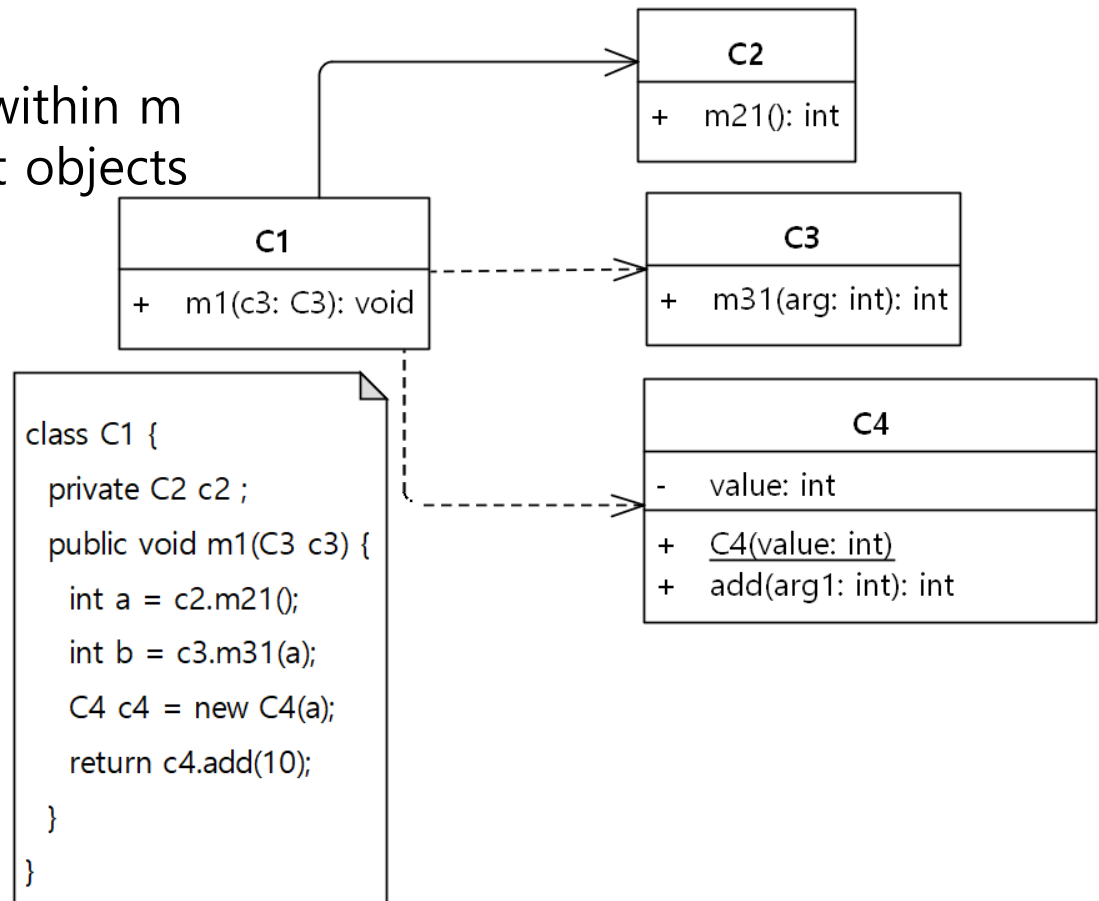 within m
t objects
C2
+ m21(): int
C1
+ m1(c3: C3): void
C3
+ m31(arg: int): int
C4
- value: int
+ C4(value: int)
+ add(arg1: int): int
class C1 {
private C2 c2 ;
public void m1(C3 c3) {
int a = c2.m21();
int b = c3.m31(a);
C4 c4 = new C4(a);
return c4.add(10);
}
}